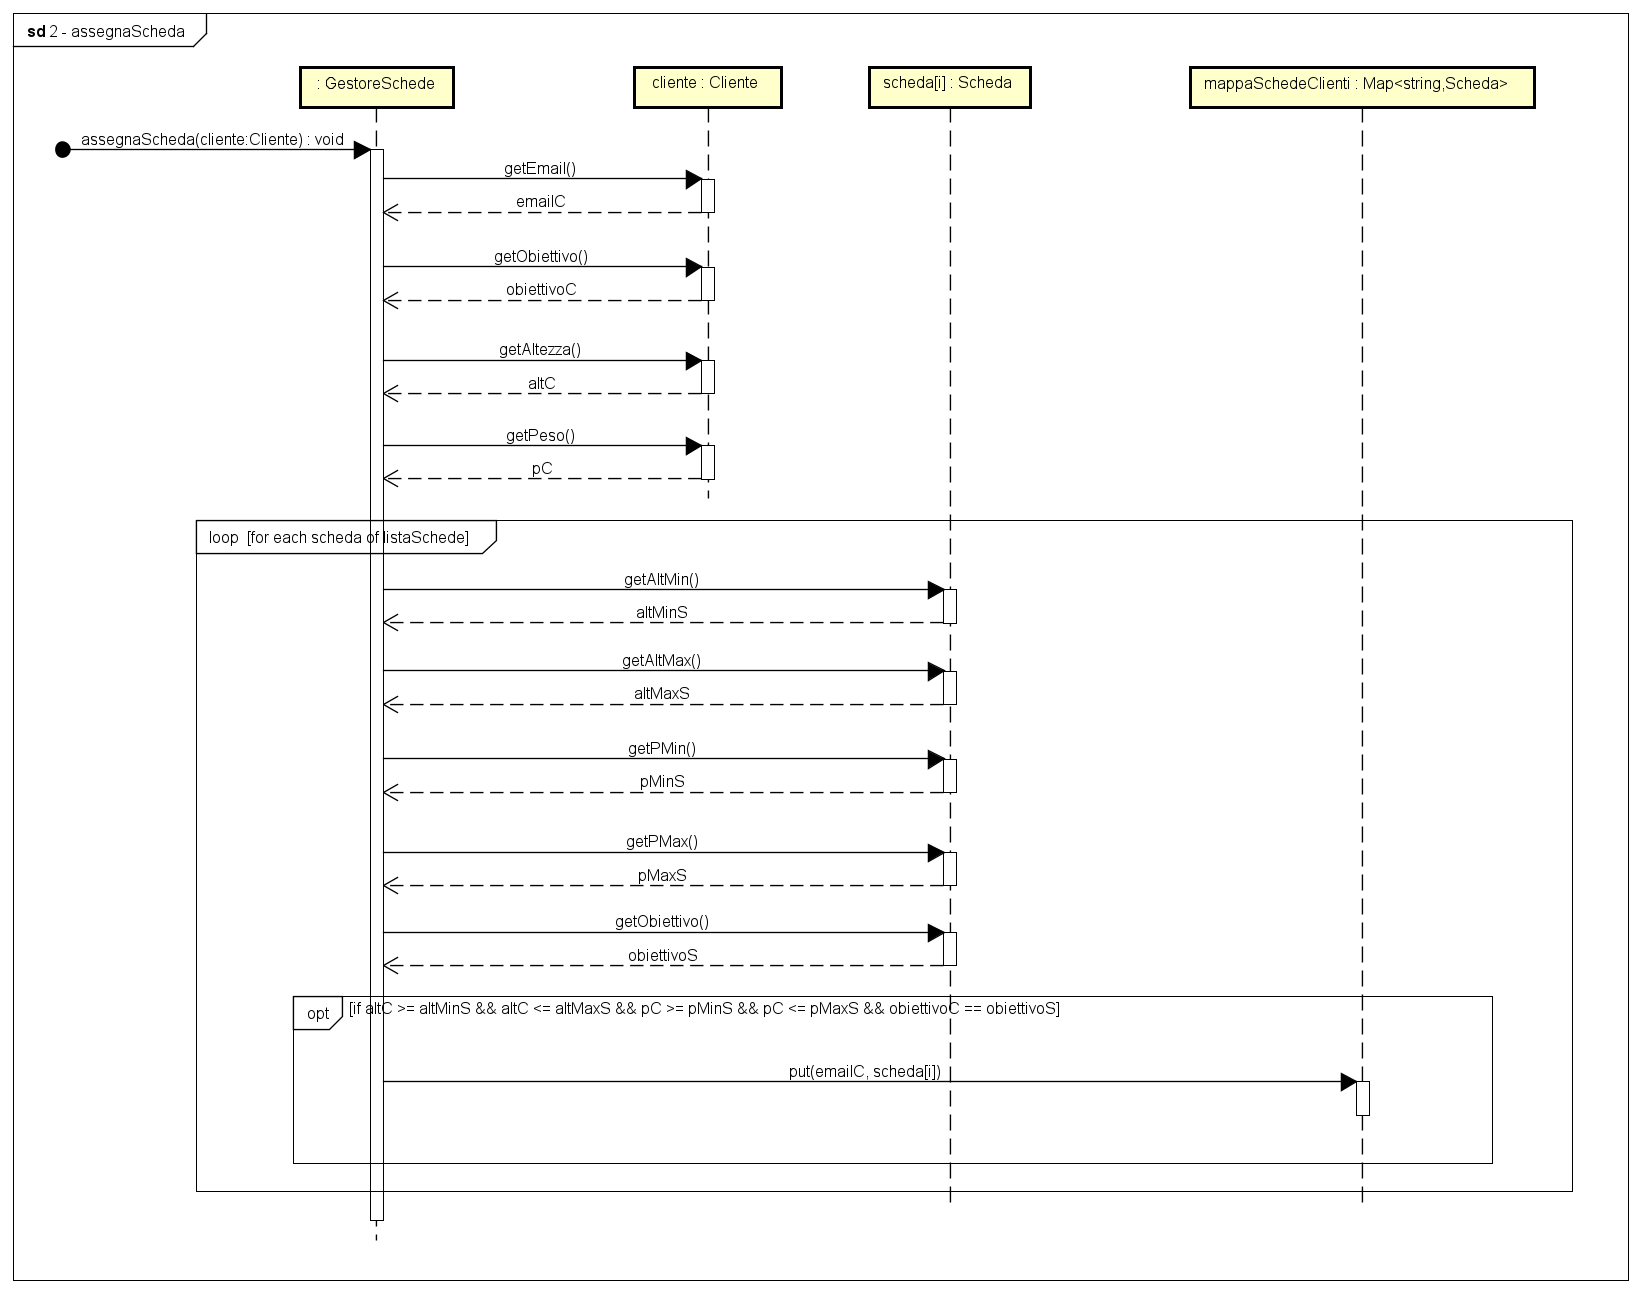 sd 2 - assegnaScheda
: GestoreSchede
cliente : Cliente
scheda[i] : Scheda
mappaSchedeClienti : Map<string,Scheda>
assegnaScheda(cliente:Cliente) : void
getEmail()
emailC
getObiettivo()
obiettivoC
getAltezza()
altC
getPeso()
pC
loop [for each scheda of listaSchede]
getAltMin()
altMinS
getAltMax()
altMaxS
getPMin()
pMinS
getPMax()
pMaxS
getObiettivo()
obiettivoS
opt [if altC >= altMinS && altC <= altMaxS && pC >= pMinS && pC <= pMaxS && obiettivoC == obiettivoS]
put(emailC, scheda[i])